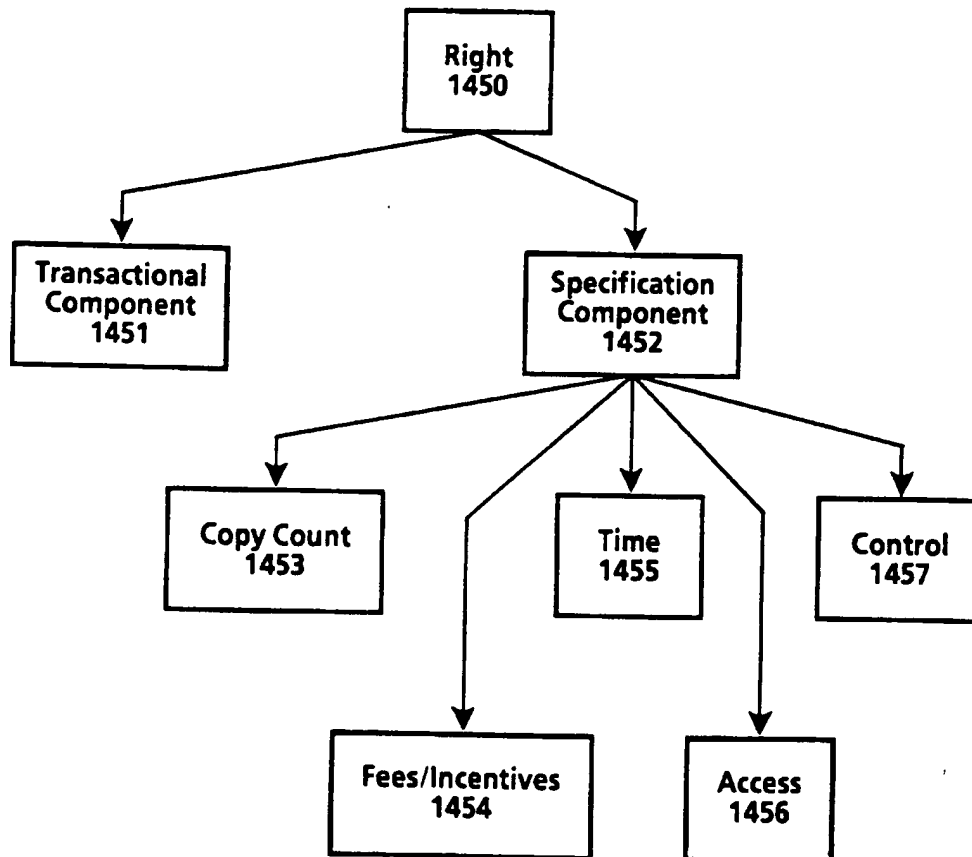 Right
1450
Transactional
Component
1451
Specification
Component
1452
Copy Count
1453
Time
1455
Control
1457
Fees/Incentives
1454
Access
1456